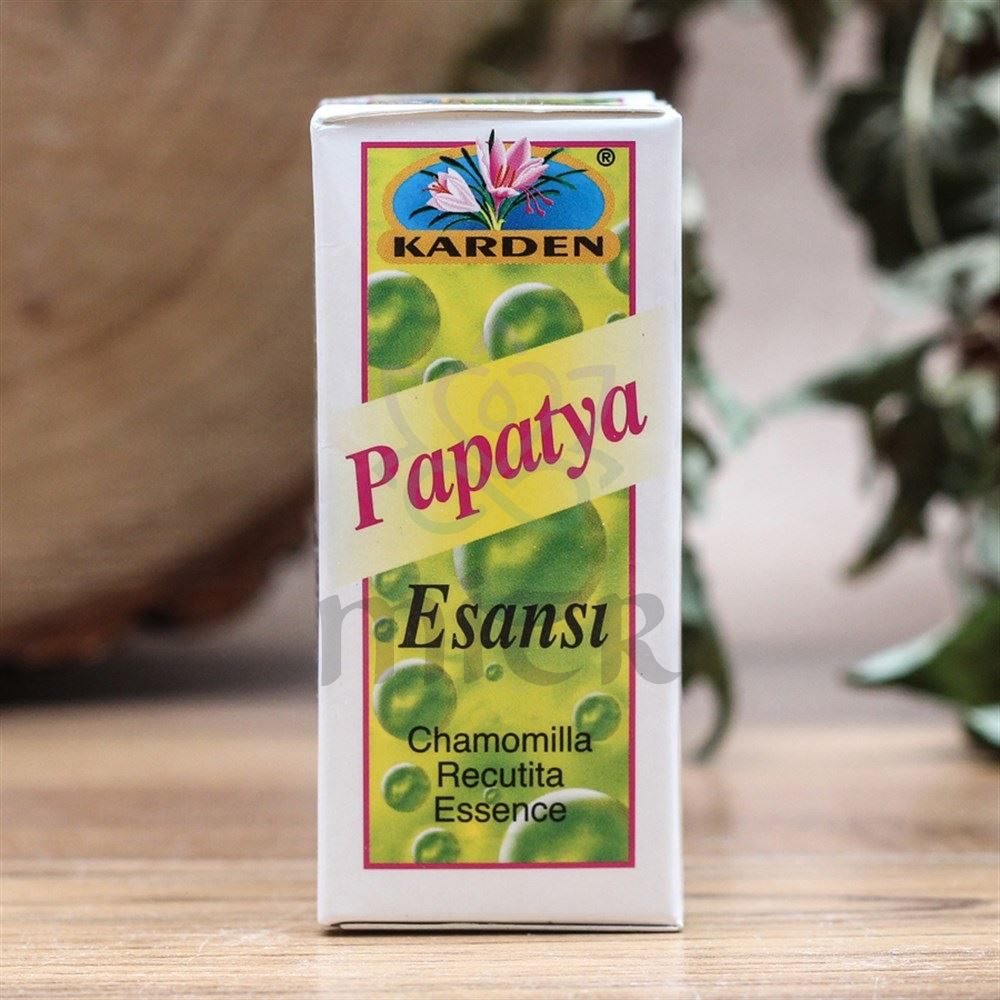 ®
KARDEN
Papatya
Esansı
Chamomilla
Recutita
Essence